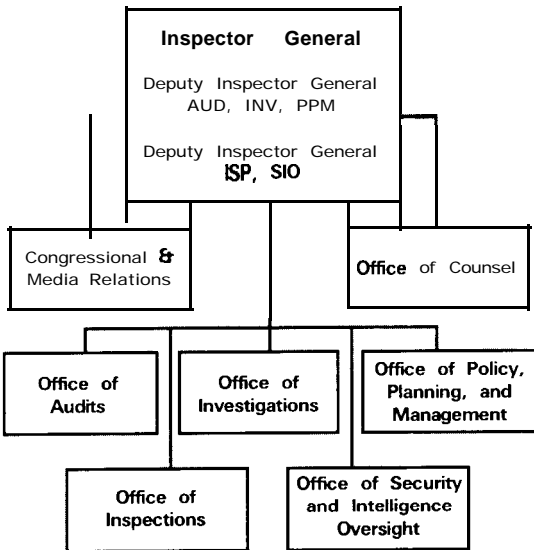 Inspector General
Deputy Inspector General
AUD, INV, PPM
Deputy Inspector General
ISP, SIO
Congressional &
Media Relations
Office of Counsel
Office of
Audits
Office of
Investigations
Office of Policy,
Planning, and
Management
Office of
Inspections
Office of Security
and Intelligence
Oversight